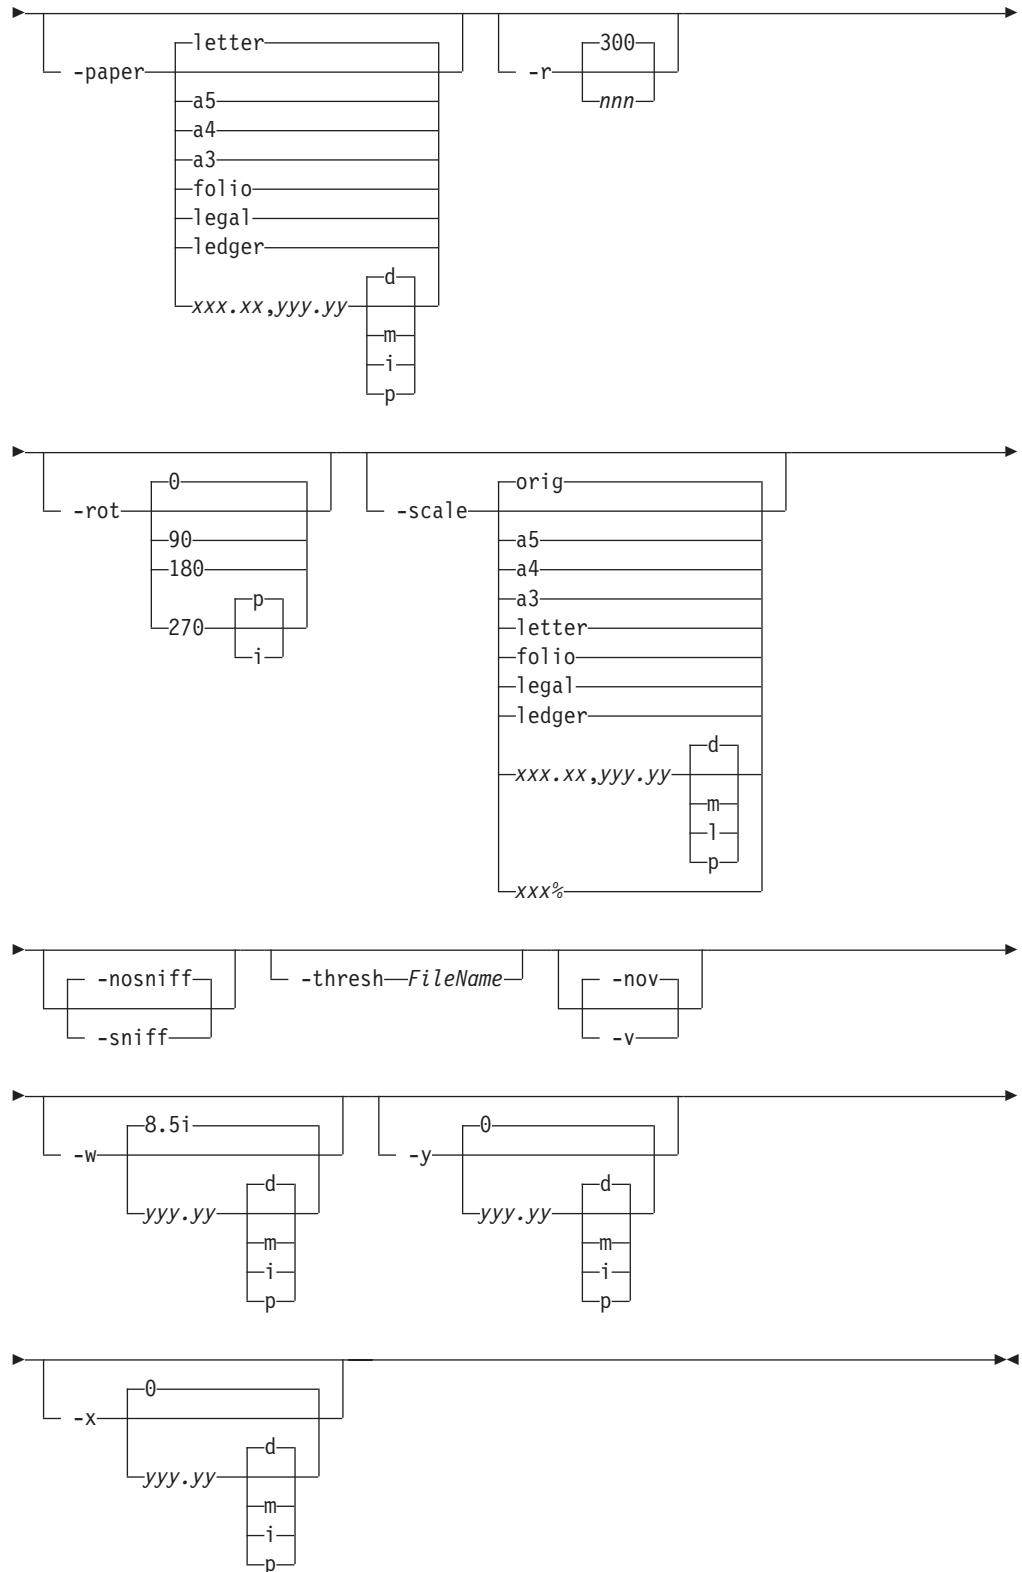 letter 300
-paper -r
a5 nnn
a4
a3
folio
legal
ledger
d
xxx.xx,yyy.yy
m
i
p
0 orig
-rot -scale
90 a5
180 a4
p a3
270 letter
i folio
legal
ledger
d
xxx.xx,yyy.yy
m
l
p
xxx%
-nosniff -thresh FileName -nov
-sniff -v
8.5i 0
-w -y
d d
yyy.yy yyy.yy
m m
i i
p p
0
-x
d
yyy.yy
m
i
p